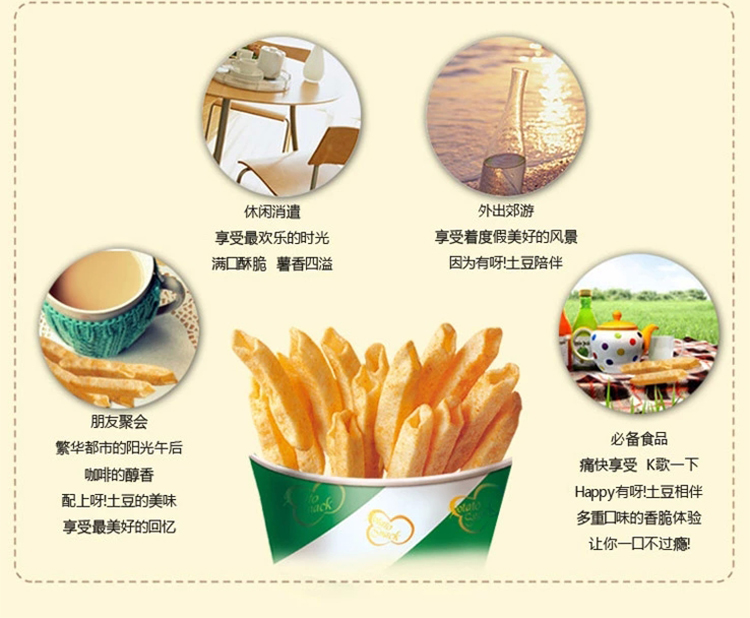 休闲消遣
享受最欢乐的时光
满口酥脆 薯香四溢
外出郊游
享受着度假美好的风景
因为有呀!土豆陪伴
朋友聚会
繁华都市的阳光午后
咖啡的醇香
配上呀!土豆的美味
享受最美好的回忆
必备食品
痛快享受 K歌一下
Happy有呀!土豆相伴
多重口味的香脆体验
让你一口不过瘾!